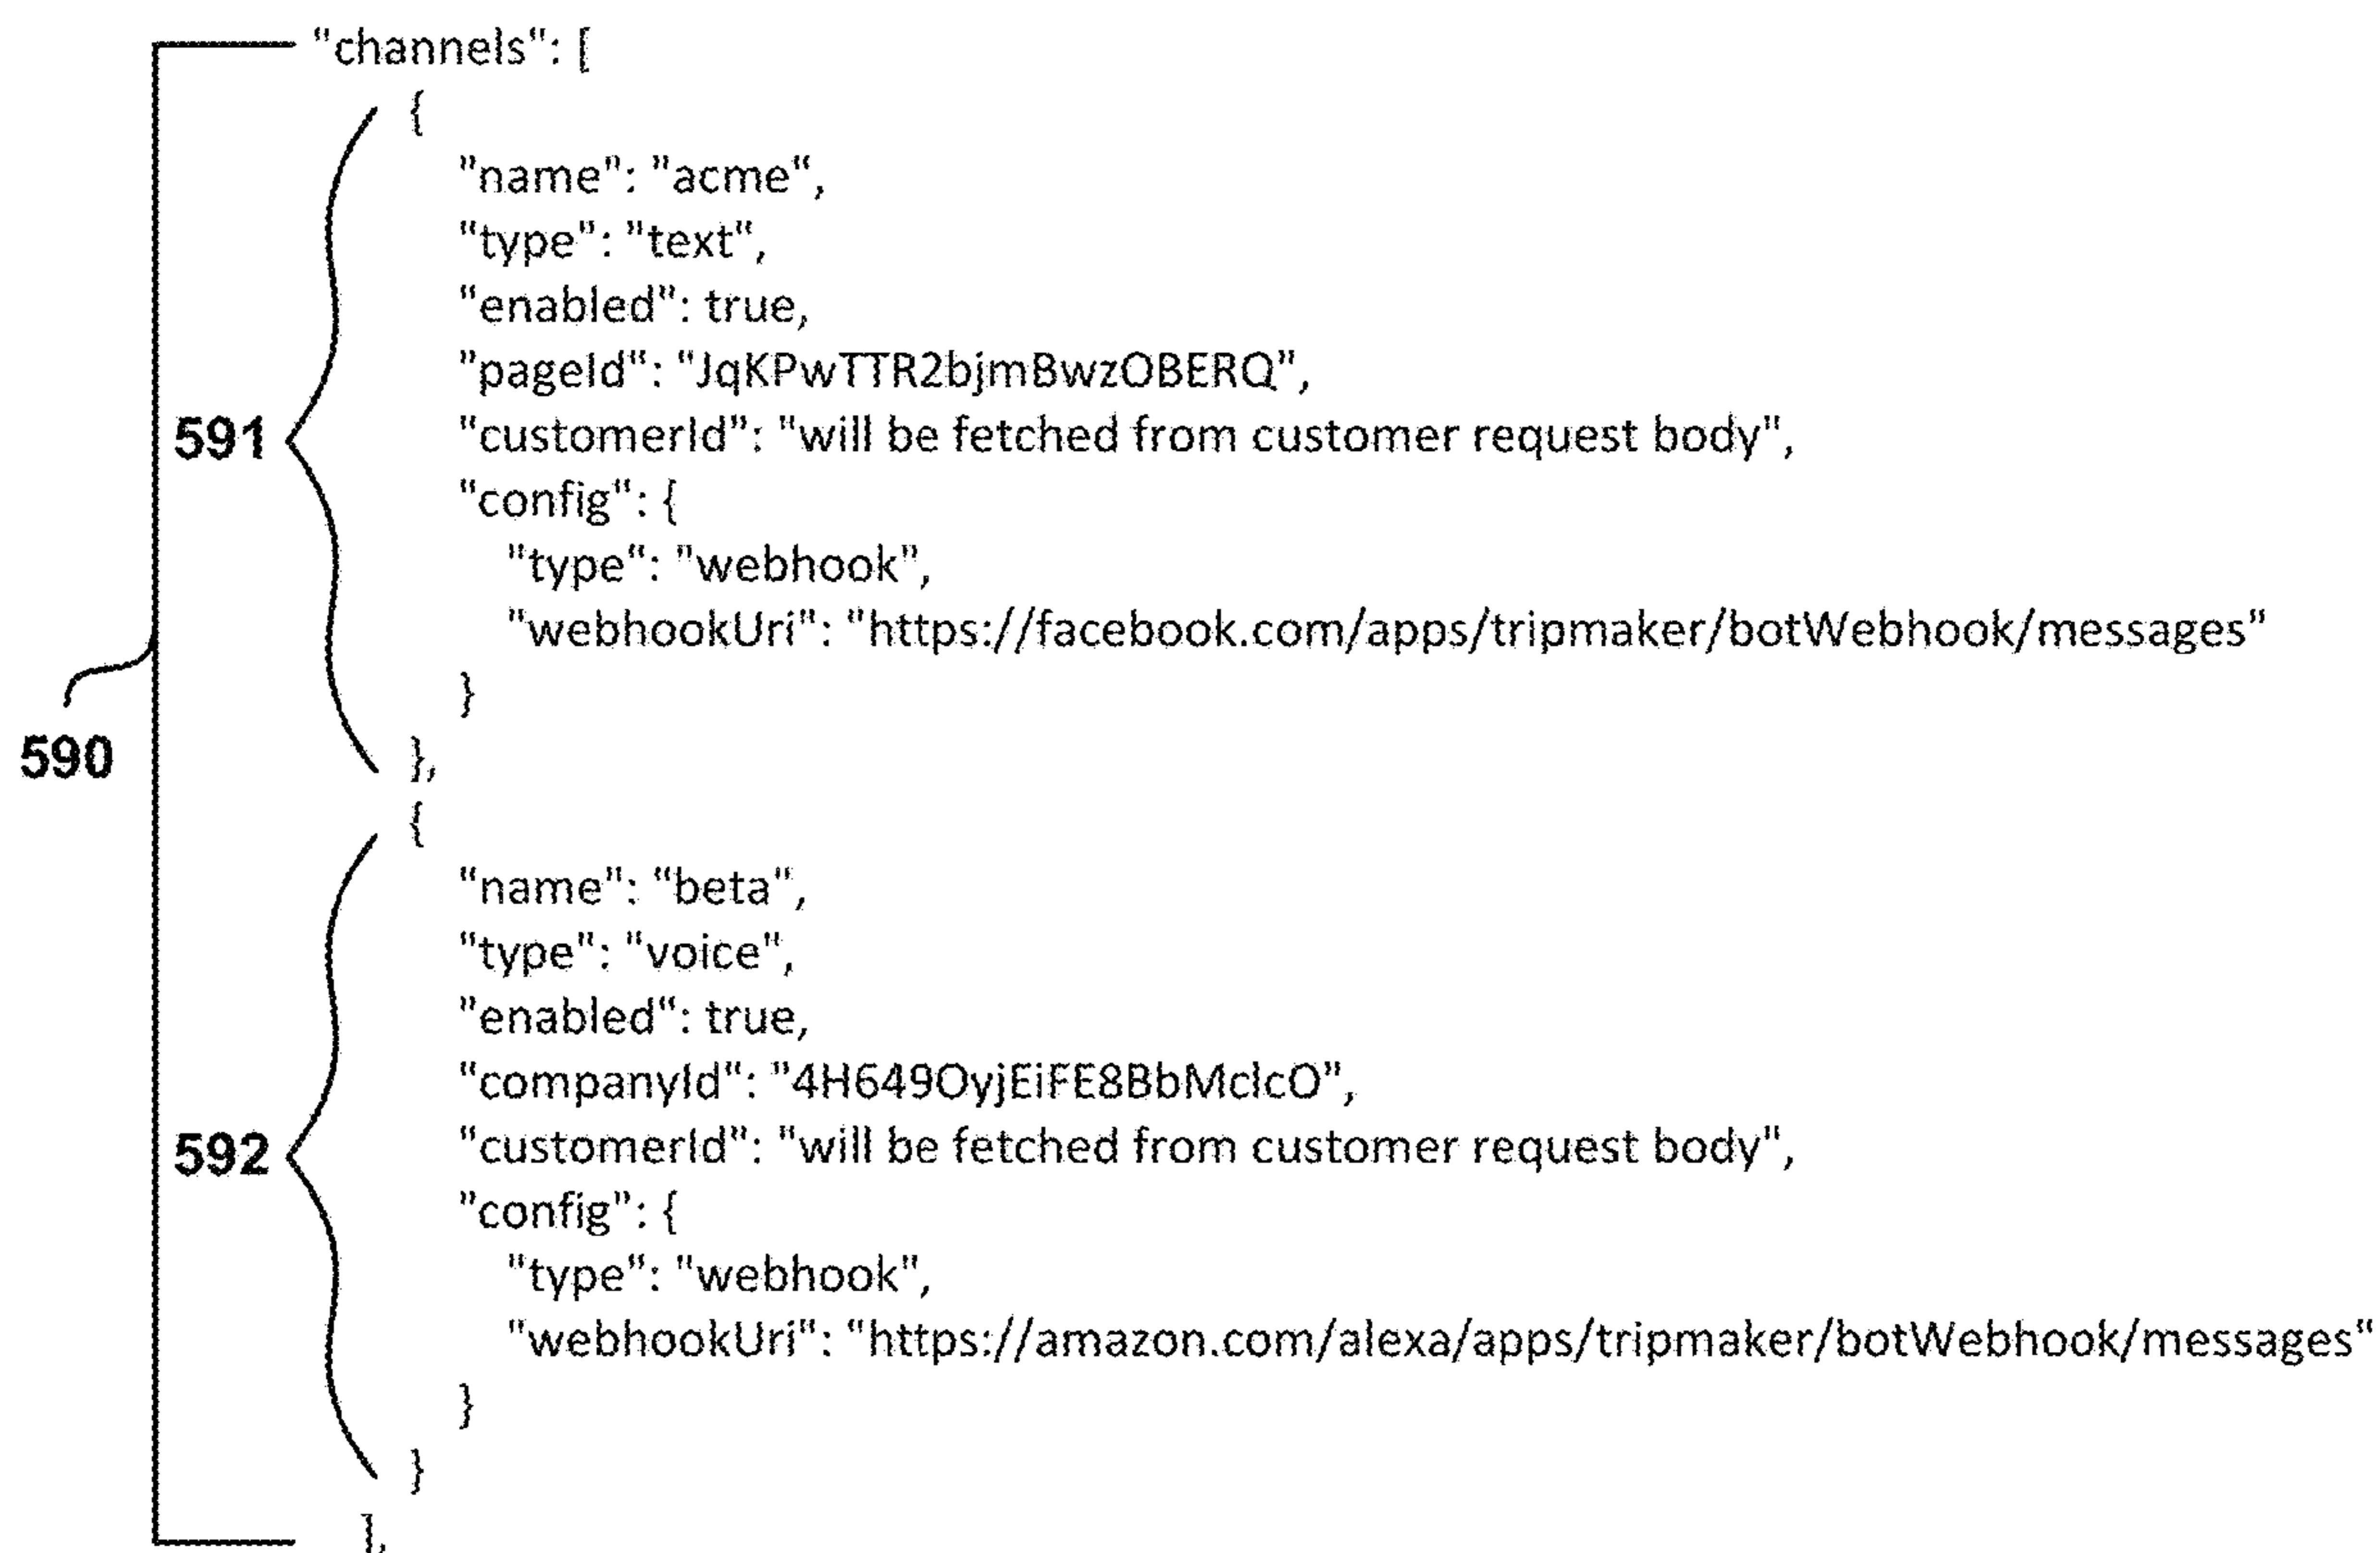 "channels": [
{
"name": "acme",
"type": "text",
"enabled": true,
"pageId": "JqKPwTTR2bjmBwzOBERQ",
591
"customerId": "will be fetched from customer request body",
"config": {
"type": "webhook",
"webhookUri": "https://facebook.com/apps/tripmaker/botWebhook/messages"
}
590
},
{
"name": "beta",
"type": "voice",
"enabled": true,
"companyId": "4H649OyjEiFE8BbMclcO",
592
"customerId": "will be fetched from customer request body",
"config": {
"type": "webhook",
"webhookUri": "https://amazon.com/alexa/apps/tripmaker/botWebhook/messages"
}
}
],